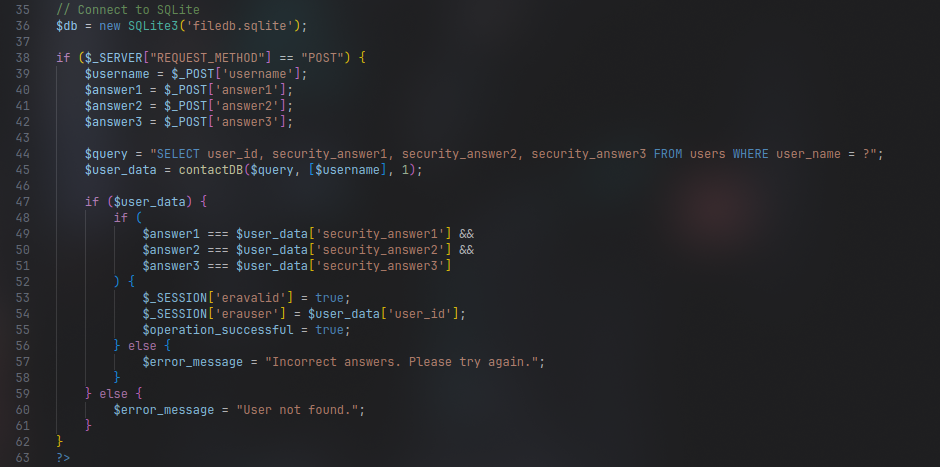 35 // Connect to SQLite
36 $db = new SQLite3('filedb.sqlite');
37
38 if ($_SERVER["REQUEST_METHOD"] == "POST") {
39     $username = $_POST['username'];
40     $answer1 = $_POST['answer1'];
41     $answer2 = $_POST['answer2'];
42     $answer3 = $_POST['answer3'];
43
44     $query = "SELECT user_id, security_answer1, security_answer2, security_answer3 FROM users WHERE user_name = ?";
45     $user_data = contactDB($query, [$username], 1);
46
47     if ($user_data) {
48         if (
49             $answer1 === $user_data['security_answer1'] &&
50             $answer2 === $user_data['security_answer2'] &&
51             $answer3 === $user_data['security_answer3']
52         ) {
53             $_SESSION['eravalid'] = true;
54             $_SESSION['erauser'] = $user_data['user_id'];
55             $operation_successful = true;
56         } else {
57             $error_message = "Incorrect answers. Please try again.";
58         }
59     } else {
60         $error_message = "User not found.";
61     }
62 }
63 ?>